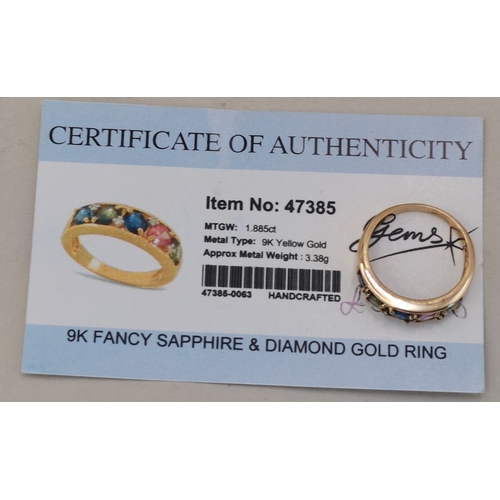 CERTIFICATE OF AUTHENTICITY
Item No: 47385
MTGW: 1.885ct
Metal Type: 9K Yellow Gold
Approx Metal Weight : 3.38g
Gems
47385-0063 HANDCRAFTED
9K FANCY SAPPHIRE & DIAMOND GOLD RING